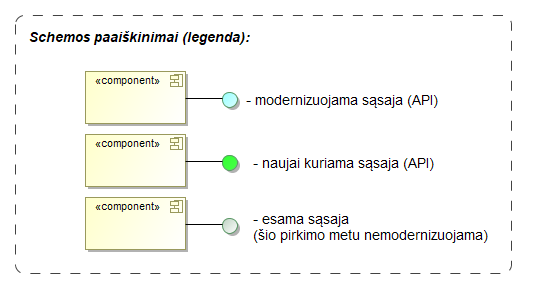 Schemos paaiškinimai (legenda):
«component»
- modernizuojama sąsaja (API)
«component»
- naujai kuriama sąsaja (API)
«component»
- esama sąsaja
(šio pirkimo metu nemodernizuojama)